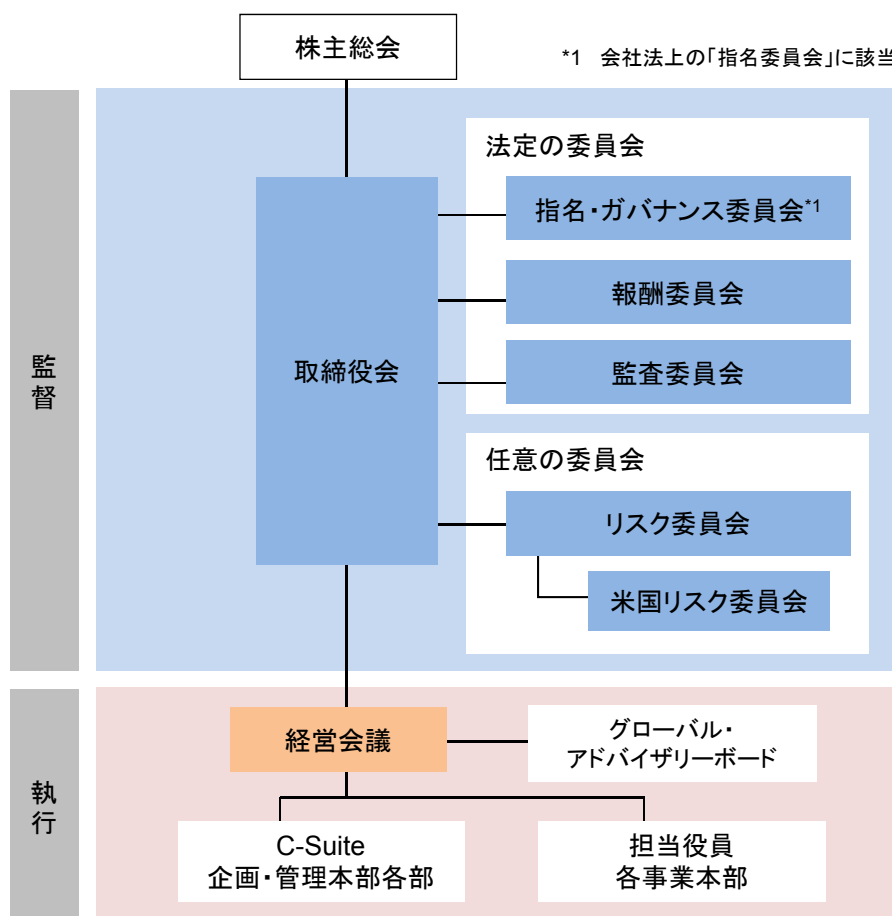 株主総会
*1 会社法上の「指名委員会」に該当
監督
法定の委員会
指名・ガバナンス委員会*1
報酬委員会
取締役会
監査委員会
任意の委員会
リスク委員会
米国リスク委員会
執行
経営会議
グローバル・
アドバイザリーボード
C-Suite
企画・管理本部各部
担当役員
各事業本部